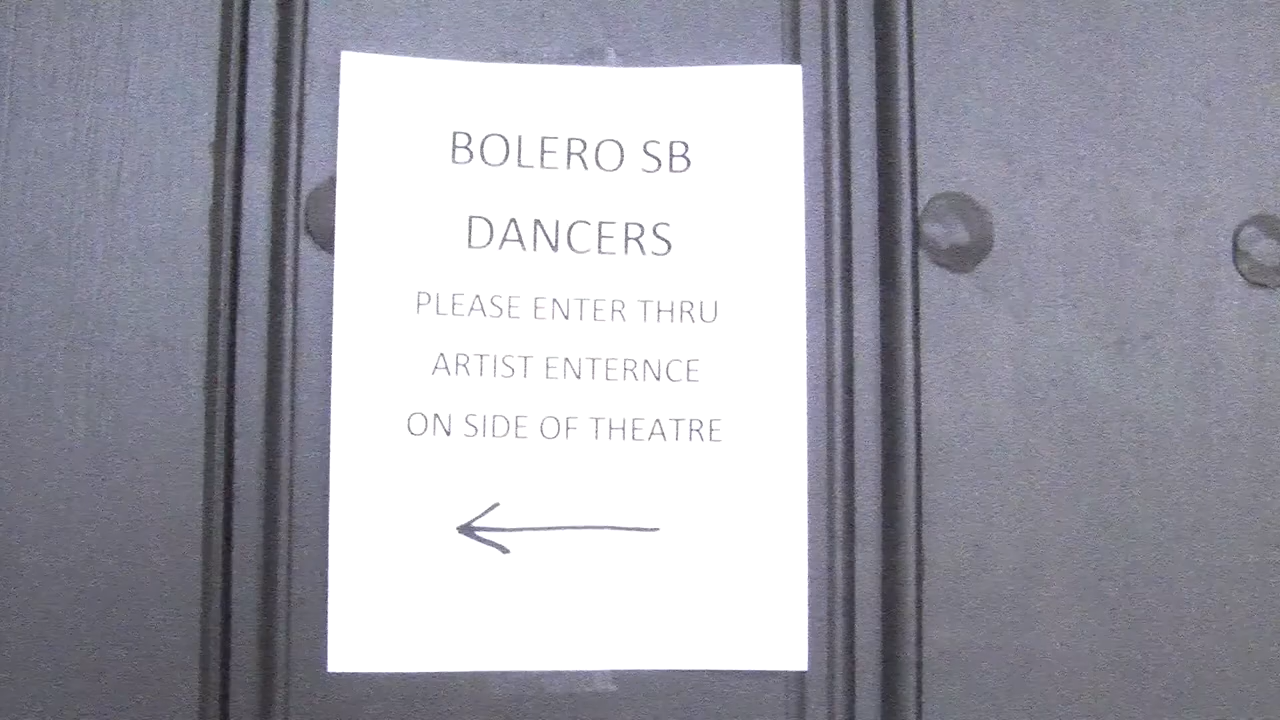 BOLERO SB
DANCERS
PLEASE ENTER THRU
ARTIST ENTERNCE
ON SIDE OF THEATRE